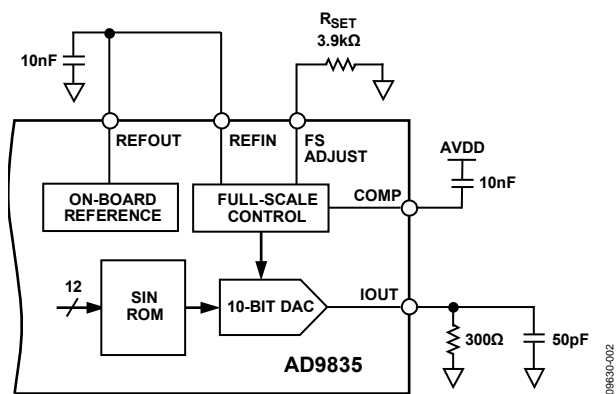 RSET
3.9kΩ
10nF
REFOUT
REFIN
FS
ADJUST
AVDD
10nF
COMP
ON-BOARD
REFERENCE
FULL-SCALE
CONTROL
12
SIN
ROM
10-BIT DAC
IOUT
300Ω
50pF
AD9835
09630-002